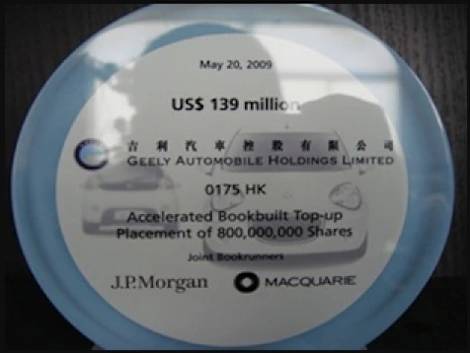 May 20, 2009
US$ 139 million
吉利汽車控股有限公司
GEELY AUTOMOBILE HOLDINGS LIMITED
0175 HK
Accelerated Bookbuilt Top-up
Placement of 800,000,000 Shares
Joint Bookrunners
J.P.Morgan MACQUARIE